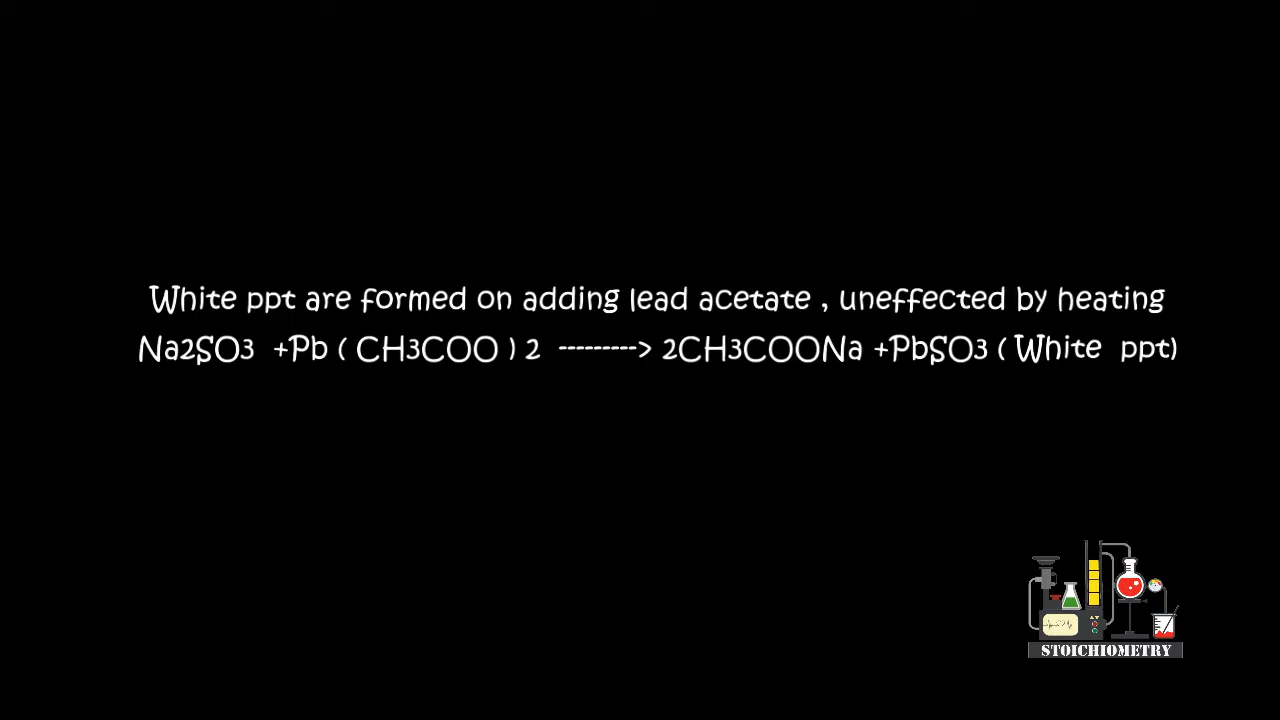 White ppt are formed on adding lead acetate , uneffected by heating
Na2SO3 +Pb ( CH3COO ) 2 ---------> 2CH3COONa +PbSO3 ( White ppt)
STOICHIOMETRY